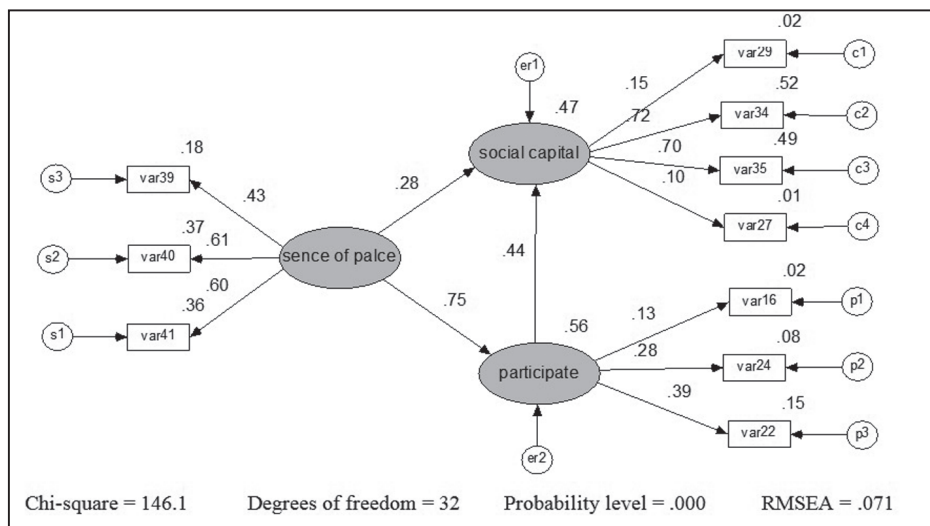 .02
var29
c1
er1
.15
.47
.52
.72
var34
c2
social capital
.49
.70
.18
var35
c3
s3
var39
.10
.28
.01
.43
var27
c4
.37
.61
s2
var40
sence of palce
.44
.02
.60
.36
.75
.13
var16
p1
s1
var41
.56
.08
.28
participate
var24
p2
.39
.15
var22
p3
er2
Chi-square = 146.1 Degrees of freedom = 32 Probability level = .000 RMSEA = .071